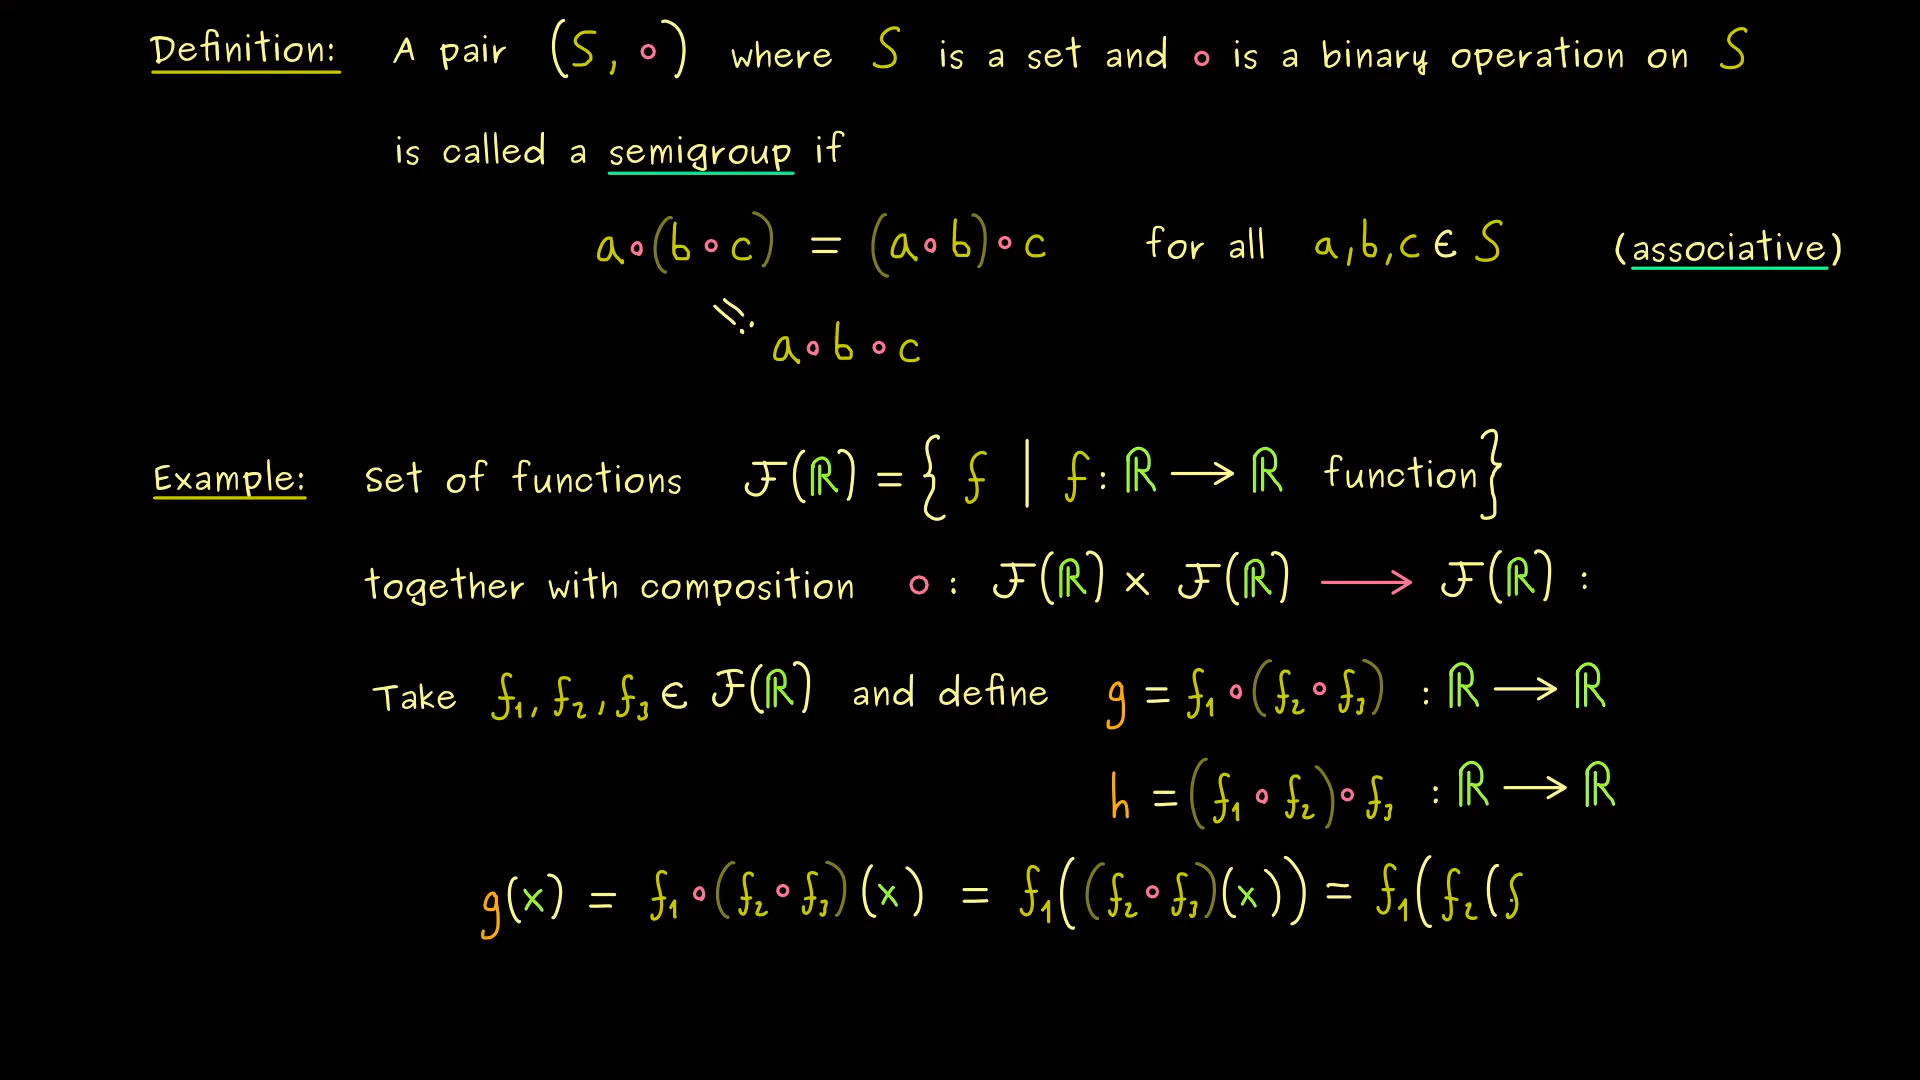 Definition: A pair (S, ∘) where S is a set and ∘ is a binary operation on S
is called a semigroup if
a∘(b∘c) = (a∘b)∘c for all a,b,c ∈ S (associative)
=:
a∘b∘c
Example: Set of functions ℱ(ℝ) = { f | f: ℝ ⟶ ℝ function}
together with composition ∘ : ℱ(ℝ) × ℱ(ℝ) ⟶ ℱ(ℝ) :
Take f₁, f₂, f₃ ∈ ℱ(ℝ) and define g = f₁∘(f₂∘f₃) : ℝ ⟶ ℝ
h = (f₁∘f₂)∘f₃ : ℝ ⟶ ℝ
g(x) = f₁∘(f₂∘f₃)(x) = f₁((f₂∘f₃)(x)) = f₁(f₂(f